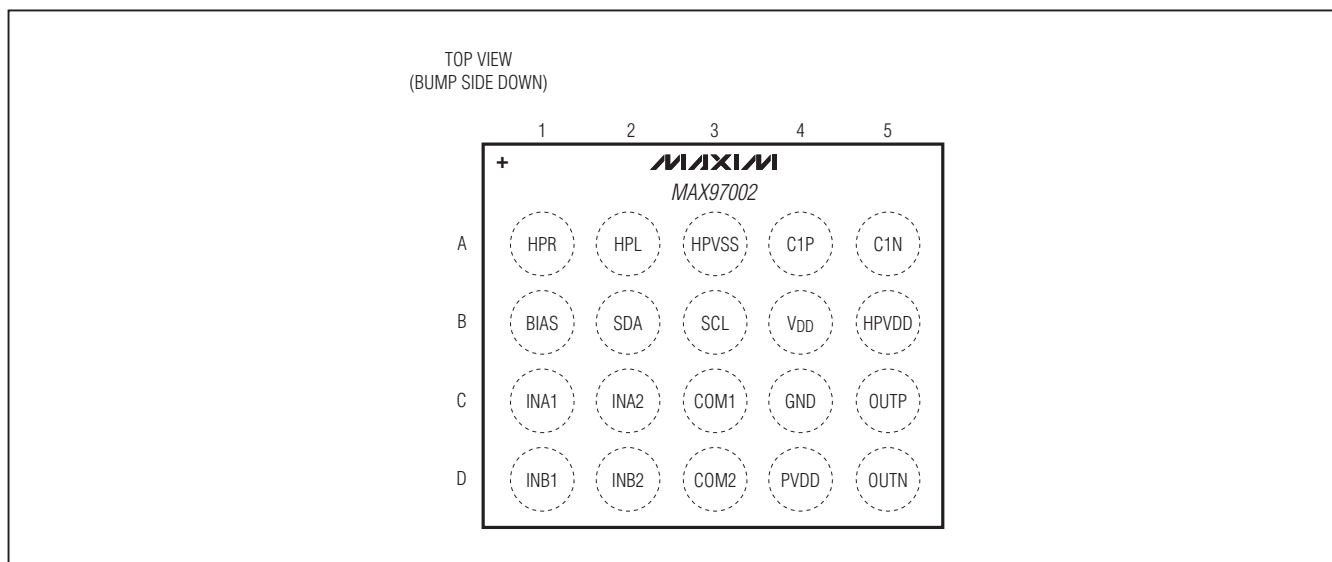 TOP VIEW
(BUMP SIDE DOWN)
1 2 3 4 5
+ MAXIM
MAX97002
A HPR HPL HPVSS C1P C1N
B BIAS SDA SCL VDD HPVDD
C INA1 INA2 COM1 GND OUTP
D INB1 INB2 COM2 PVDD OUTN